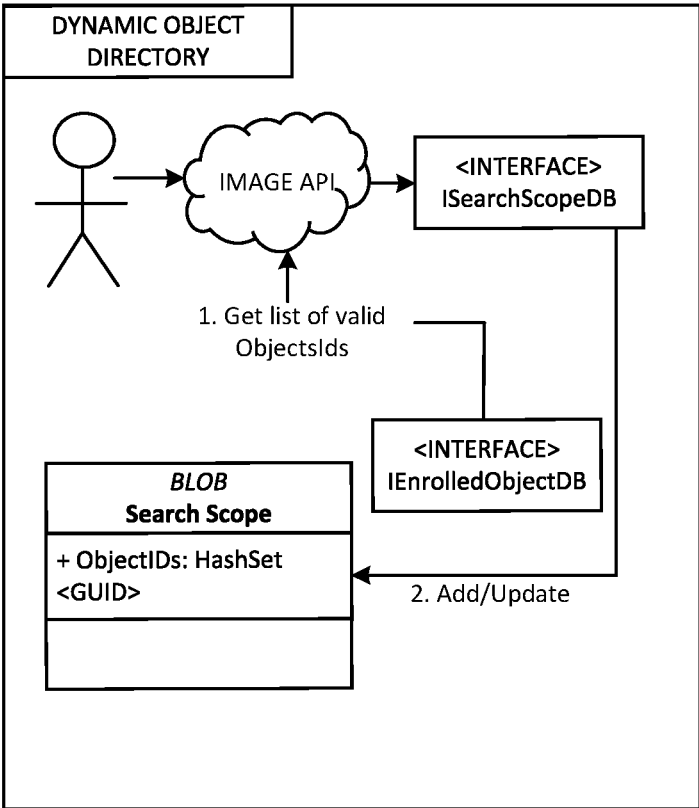 DYNAMIC OBJECT
DIRECTORY
IMAGE API
<INTERFACE>
ISearchScopeDB
1. Get list of valid
ObjectsIds
<INTERFACE>
IEnrolledObjectDB
BLOB
Search Scope
+ ObjectIDs: HashSet
<GUID>
2. Add/Update